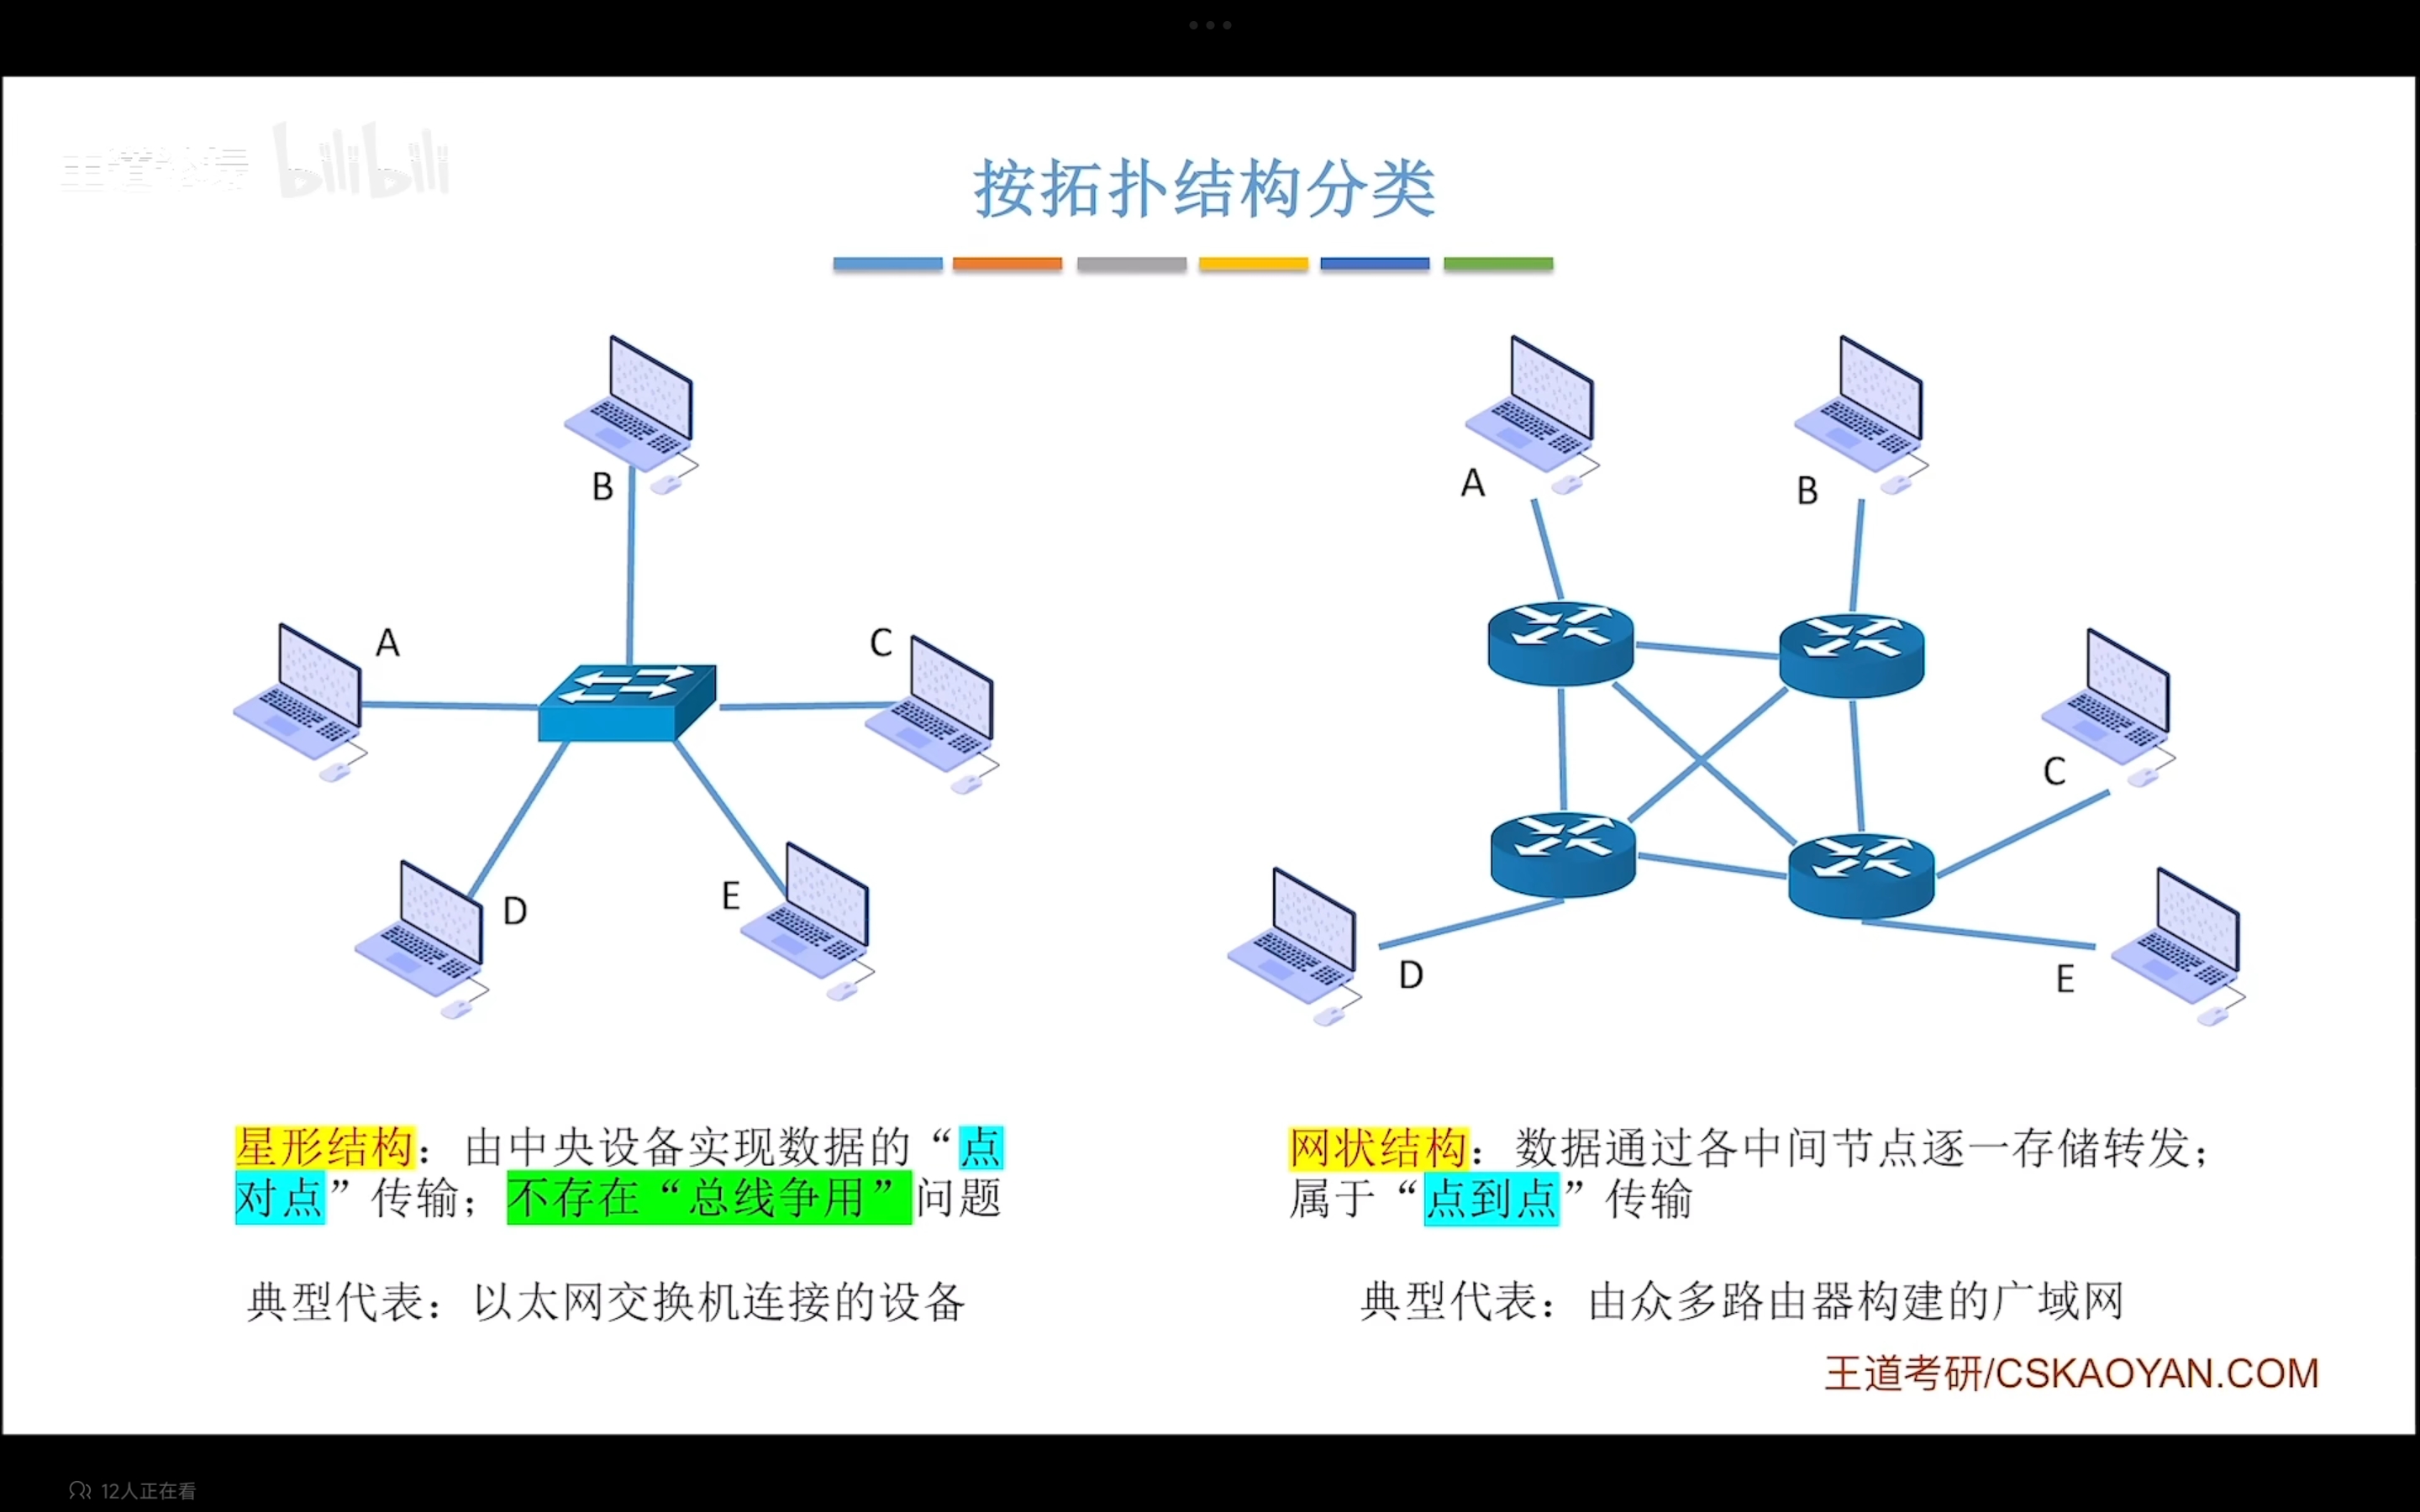 王道论坛 bilibili
按拓扑结构分类
B
A
C
D
E
A
B
C
D
E
星形结构：由中央设备实现数据的“点
对点”传输；不存在“总线争用”问题
典型代表：以太网交换机连接的设备
网状结构：数据通过各中间节点逐一存储转发；
属于“点到点”传输
典型代表：由众多路由器构建的广域网
王道考研/CSKAOYAN.COM
12人正在看